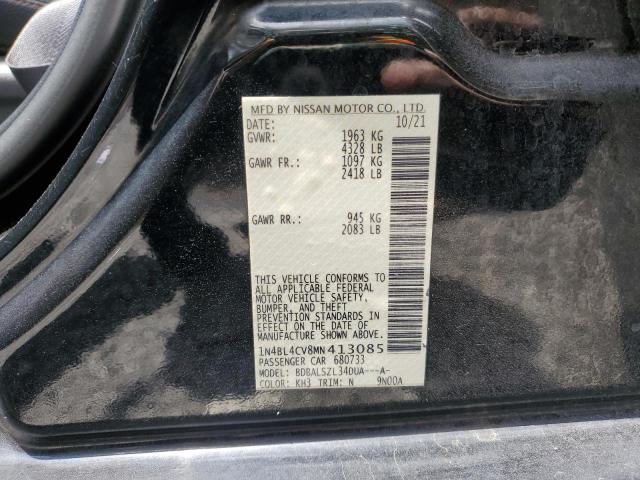 MFD BY NISSAN MOTOR CO., LTD.
DATE: 10/21
GVWR: 1963 KG
4328 LB
GAWR FR.: 1097 KG
2418 LB
GAWR RR.: 945 KG
2083 LB
THIS VEHICLE CONFORMS TO
ALL APPLICABLE FEDERAL
MOTOR VEHICLE SAFETY,
BUMPER, AND THEFT
PREVENTION STANDARDS IN
EFFECT ON THE DATE OF
MANUFACTURE SHOWN ABOVE.
1N4BL4CV8MN413085
PASSENGER CAR 680733
MODEL: BDBALSZL34DUA---A-
COLOR: KH3 TRIM: N 9N00A